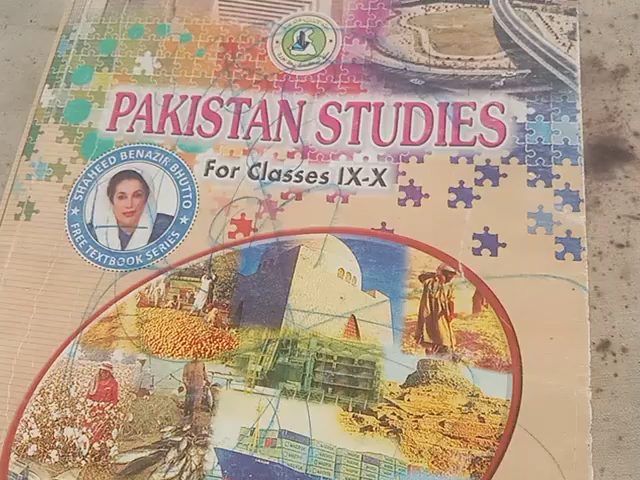 PAKISTAN STUDIES
For Classes IX-X
SHAHEED BENAZIR BHUTTO
FREE TEXTBOOK SERIES